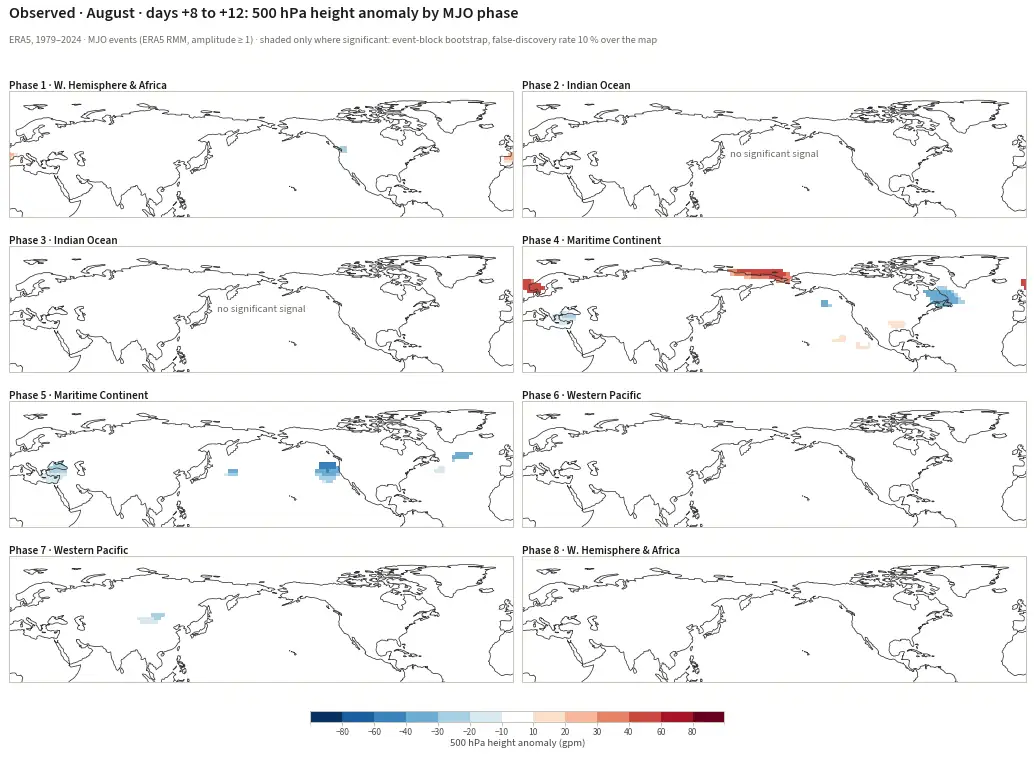 Observed · August · days +8 to +12: 500 hPa height anomaly by MJO phase
ERA5, 1979–2024 · MJO events (ERA5 RMM, amplitude ≥ 1) · shaded only where significant: event-block bootstrap, false-discovery rate 10 % over the map
Phase 1 · W. Hemisphere & Africa
Phase 2 · Indian Ocean
no significant signal
Phase 3 · Indian Ocean
Phase 4 · Maritime Continent
no significant signal
Phase 5 · Maritime Continent
Phase 6 · Western Pacific
Phase 7 · Western Pacific
Phase 8 · W. Hemisphere & Africa
−80 −60 −40 −30 −20 −10 10 20 30 40 60 80
500 hPa height anomaly (gpm)